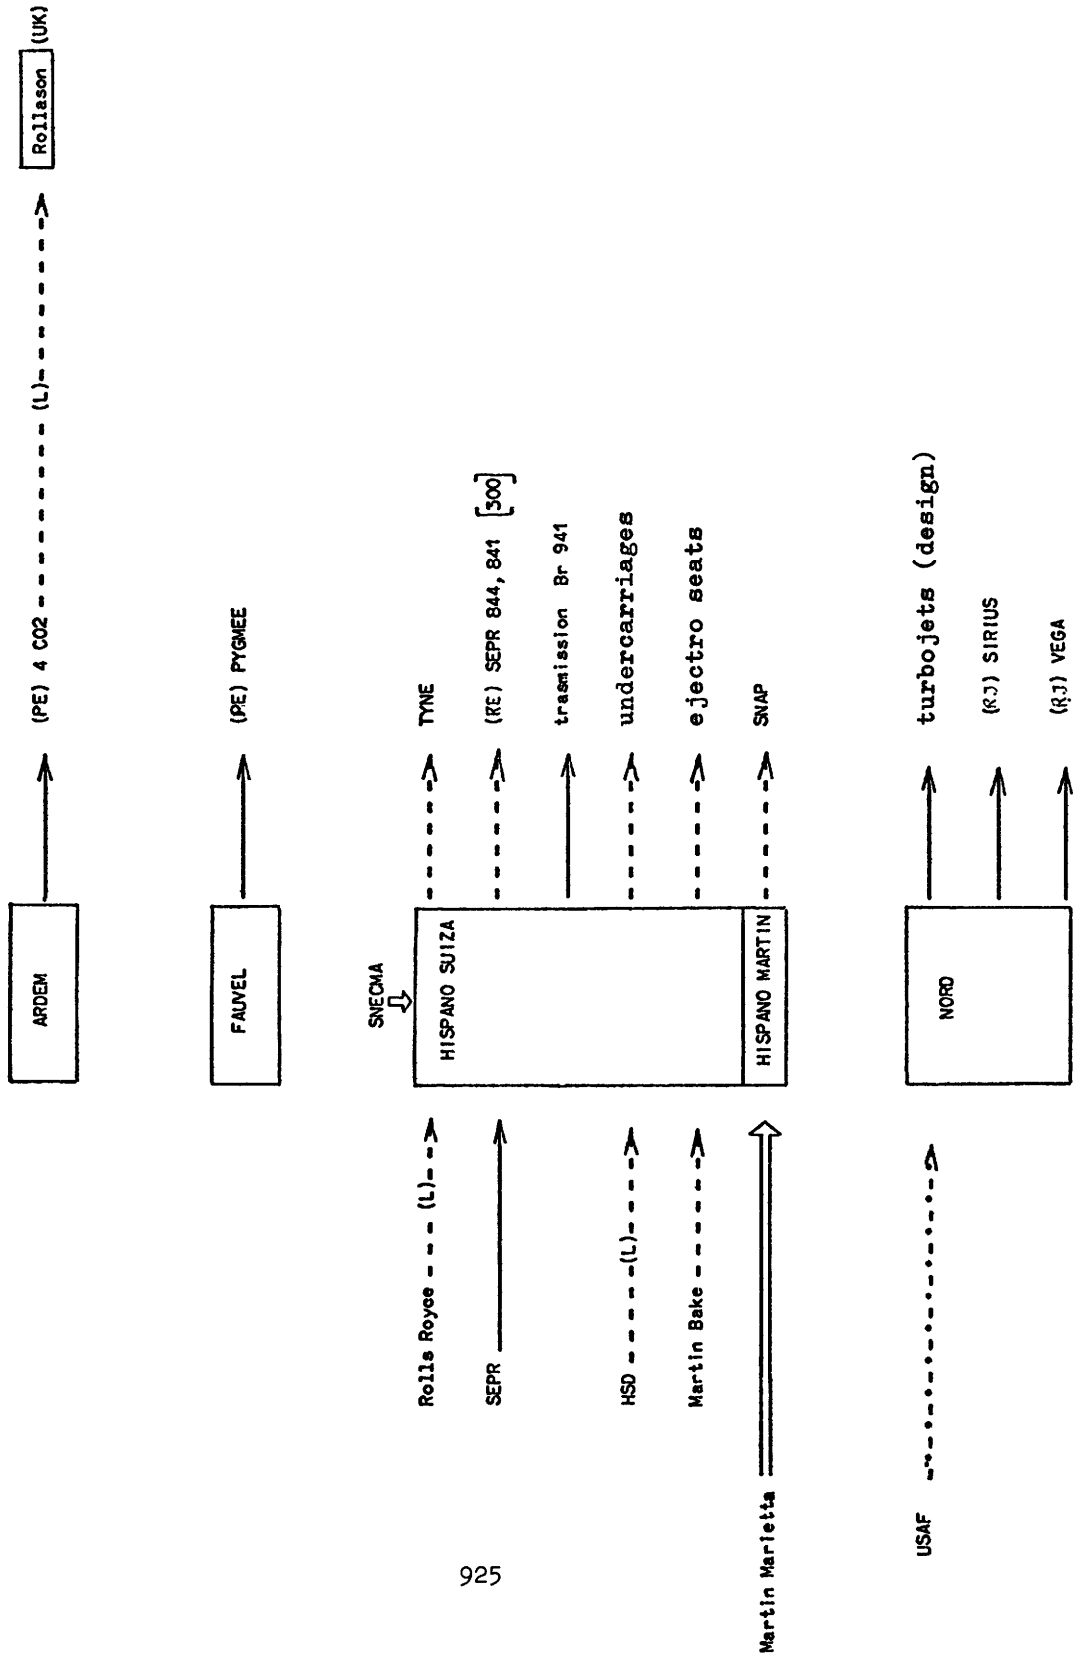 ARDEM
(PE) 4 CO2 (L) Rollason (UK)
FAUVEL
(PE) PYGMEE
SNECMA
HISPANO SUIZA
Rolls Royce (L)
TYNE
SEPR
(RE) SEPR 844, 841 [300]
trasmission Br 941
HSD (L)
undercarriages
Martin Bake
ejectro seats
Martin Marietta
HISPANO MARTIN
SNAP
USAF
NORD
turbojets (design)
(RJ) SIRIUS
(RJ) VEGA
925